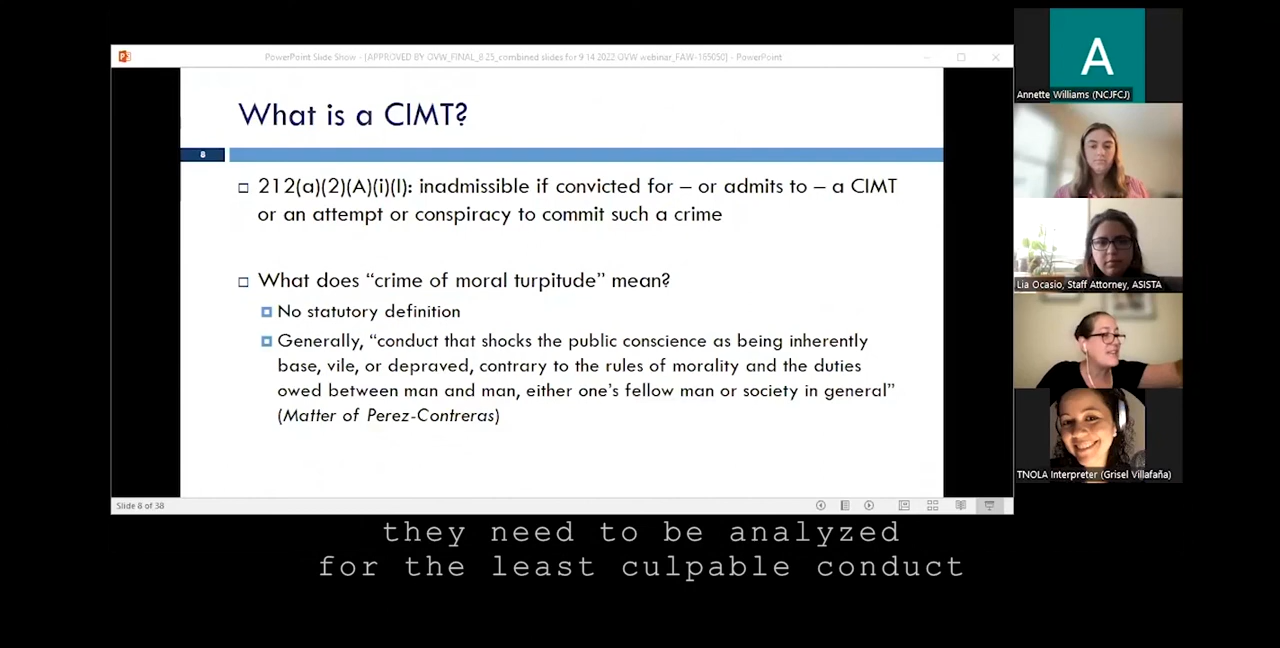 PowerPoint Slide Show - [APPROVED BY OVW_FINAL_8.25_combined slides for 9 14 2022 OVW webinar_FAW-165050] - PowerPoint
What is a CIMT?
8
212(a)(2)(A)(i)(I): inadmissible if convicted for – or admits to – a CIMT
or an attempt or conspiracy to commit such a crime
What does “crime of moral turpitude” mean?
No statutory definition
Generally, “conduct that shocks the public conscience as being inherently
base, vile, or depraved, contrary to the rules of morality and the duties
owed between man and man, either one’s fellow man or society in general”
(Matter of Perez-Contreras)
Slide 8 of 38
A
Annette Williams (NCJFCJ)
Lia Ocasio, Staff Attorney, ASISTA
TNOLA Interpreter (Grisel Villafaña)
they need to be analyzed
for the least culpable conduct